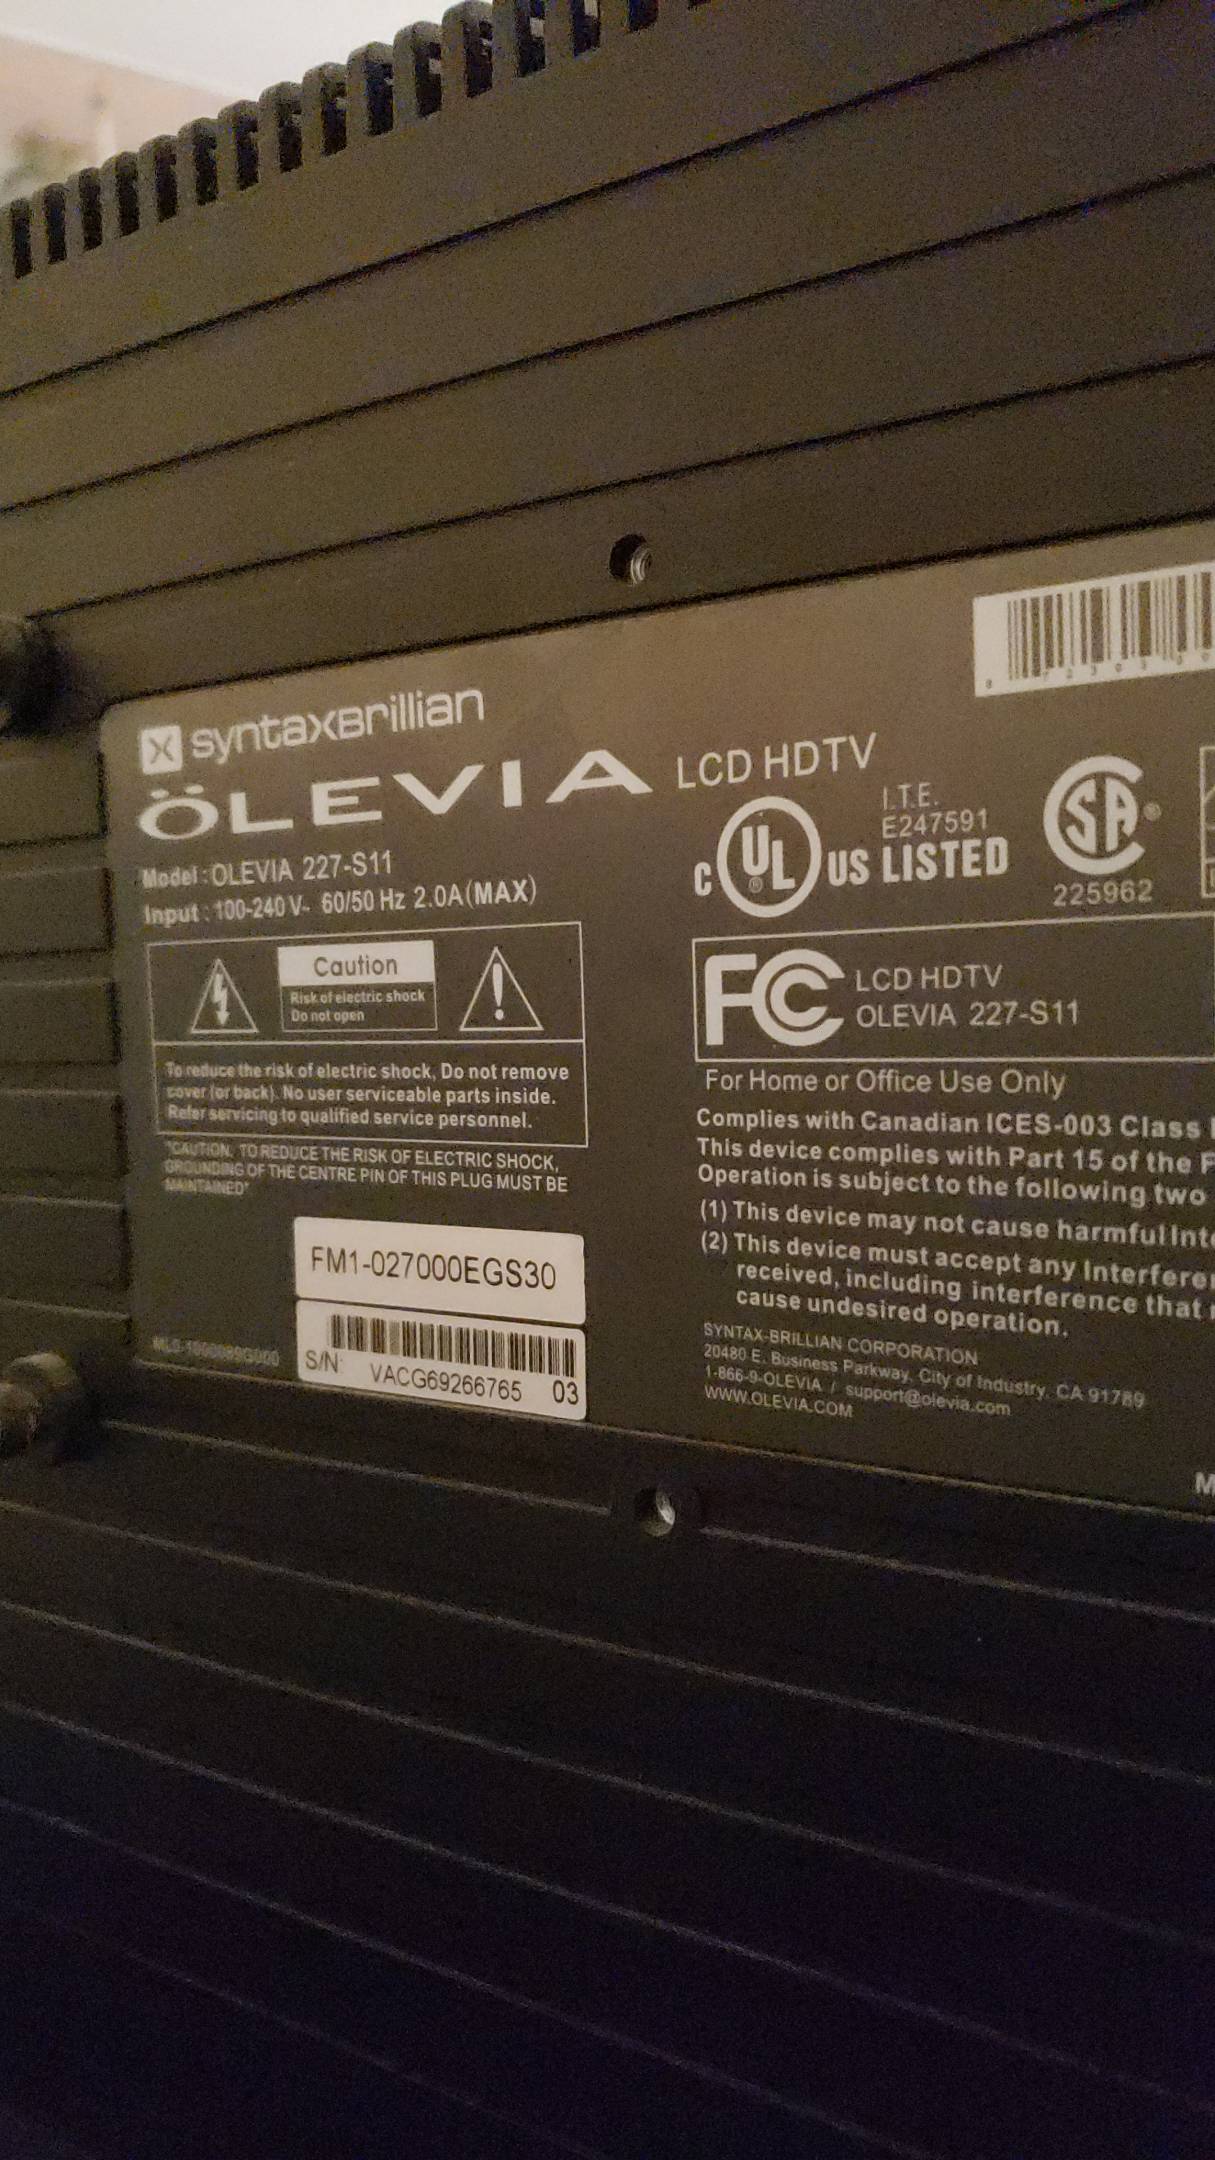 syntaxBrillian
ÖLEVIA LCD HDTV
Model : OLEVIA 227-S11
Input : 100-240 V~ 60/50 Hz 2.0A(MAX)
Caution
Risk of electric shock
Do not open
To reduce the risk of electric shock, Do not remove
cover (or back). No user serviceable parts inside.
Refer servicing to qualified service personnel.
"CAUTION, TO REDUCE THE RISK OF ELECTRIC SHOCK,
GROUNDING OF THE CENTRE PIN OF THIS PLUG MUST BE
MAINTAINED"
FM1-027000EGS30
S/N: VACG69266765 03
C UL ® US LISTED
I.T.E.
E247591
SA ®
225962
FC LCD HDTV
OLEVIA 227-S11
For Home or Office Use Only
Complies with Canadian ICES-003 Class
This device complies with Part 15 of the F
Operation is subject to the following two
(1) This device may not cause harmful Inte
(2) This device must accept any Interferen
received, including interference that
cause undesired operation.
SYNTAX-BRILLIAN CORPORATION
20480 E. Business Parkway, City of Industry, CA 91789
1-866-9-OLEVIA / support@olevia.com
WWW.OLEVIA.COM
M